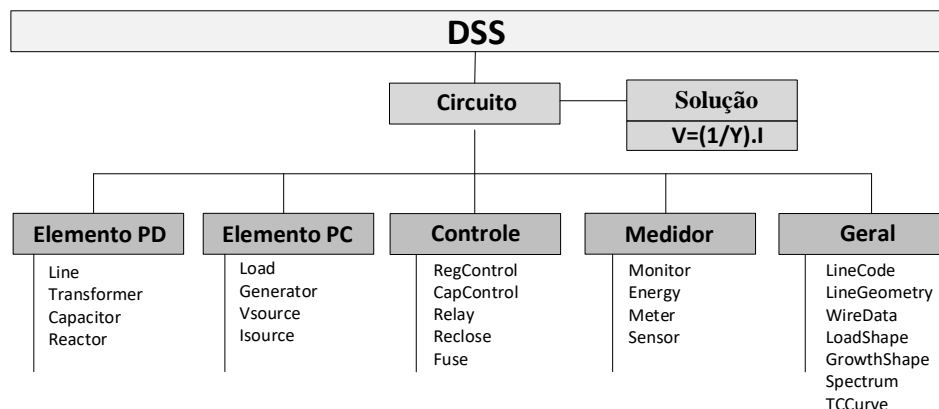 DSS
Circuito
Solução
V=(1/Y).I
Elemento PD
Line
Transformer
Capacitor
Reactor
Elemento PC
Load
Generator
Vsource
Isource
Controle
RegControl
CapControl
Relay
Reclose
Fuse
Medidor
Monitor
Energy
Meter
Sensor
Geral
LineCode
LineGeometry
WireData
LoadShape
GrowthShape
Spectrum
TCCurve